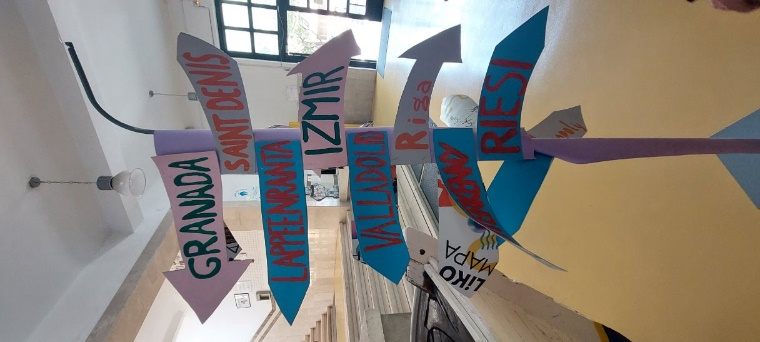 SAINT DENIS
GRANADA
LAPPEENRANTA
IZMIR
VALLADOLID
Riga
RIESI
LiKO
MAPA